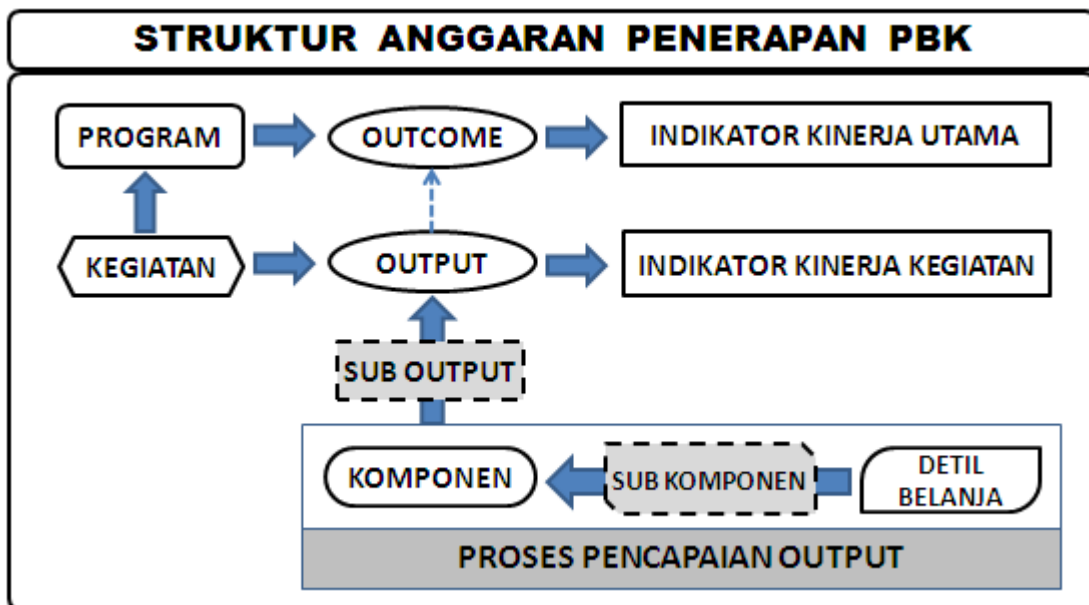 STRUKTUR ANGGARAN PENERAPAN PBK
PROGRAM
OUTCOME
INDIKATOR KINERJA UTAMA
KEGIATAN
OUTPUT
INDIKATOR KINERJA KEGIATAN
SUB OUTPUT
KOMPONEN
SUB KOMPONEN
DETIL
BELANJA
PROSES PENCAPAIAN OUTPUT